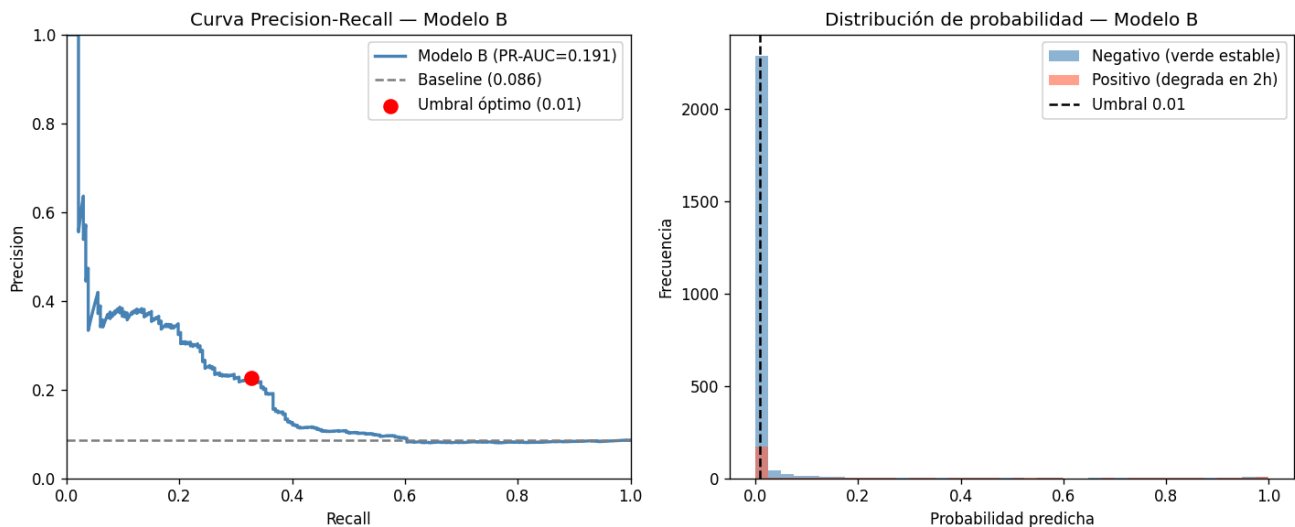 Curva Precision-Recall — Modelo B
1.0
0.8
0.6
0.4
0.2
0.0
Precision
0.0 0.2 0.4 0.6 0.8 1.0
Recall
Modelo B (PR-AUC=0.191)
Baseline (0.086)
Umbral óptimo (0.01)
Distribución de probabilidad — Modelo B
2000
1500
1000
500
0
Frecuencia
0.0 0.2 0.4 0.6 0.8 1.0
Probabilidad predicha
Negativo (verde estable)
Positivo (degrada en 2h)
Umbral 0.01